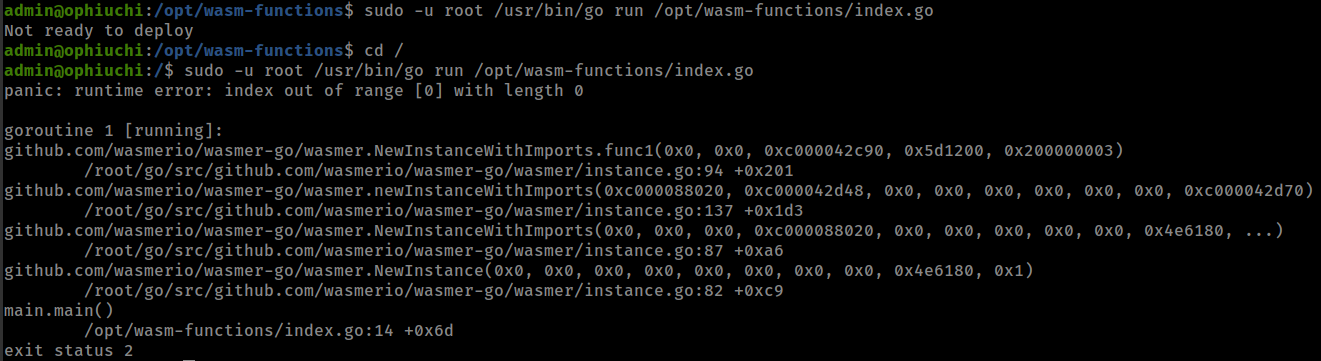 admin@ophiuchi:/opt/wasm-functions$ sudo -u root /usr/bin/go run /opt/wasm-functions/index.go
Not ready to deploy
admin@ophiuchi:/opt/wasm-functions$ cd /
admin@ophiuchi:/$ sudo -u root /usr/bin/go run /opt/wasm-functions/index.go
panic: runtime error: index out of range [0] with length 0

goroutine 1 [running]:
github.com/wasmerio/wasmer-go/wasmer.NewInstanceWithImports.func1(0x0, 0x0, 0xc000042c90, 0x5d1200, 0x200000003)
        /root/go/src/github.com/wasmerio/wasmer-go/wasmer/instance.go:94 +0x201
github.com/wasmerio/wasmer-go/wasmer.newInstanceWithImports(0xc000088020, 0xc000042d48, 0x0, 0x0, 0x0, 0x0, 0x0, 0x0, 0xc000042d70)
        /root/go/src/github.com/wasmerio/wasmer-go/wasmer/instance.go:137 +0x1d3
github.com/wasmerio/wasmer-go/wasmer.NewInstanceWithImports(0x0, 0x0, 0x0, 0xc000088020, 0x0, 0x0, 0x0, 0x0, 0x0, 0x4e6180, ...)
        /root/go/src/github.com/wasmerio/wasmer-go/wasmer/instance.go:87 +0xa6
github.com/wasmerio/wasmer-go/wasmer.NewInstance(0x0, 0x0, 0x0, 0x0, 0x0, 0x0, 0x0, 0x0, 0x4e6180, 0x1)
        /root/go/src/github.com/wasmerio/wasmer-go/wasmer/instance.go:82 +0xc9
main.main()
        /opt/wasm-functions/index.go:14 +0x6d
exit status 2